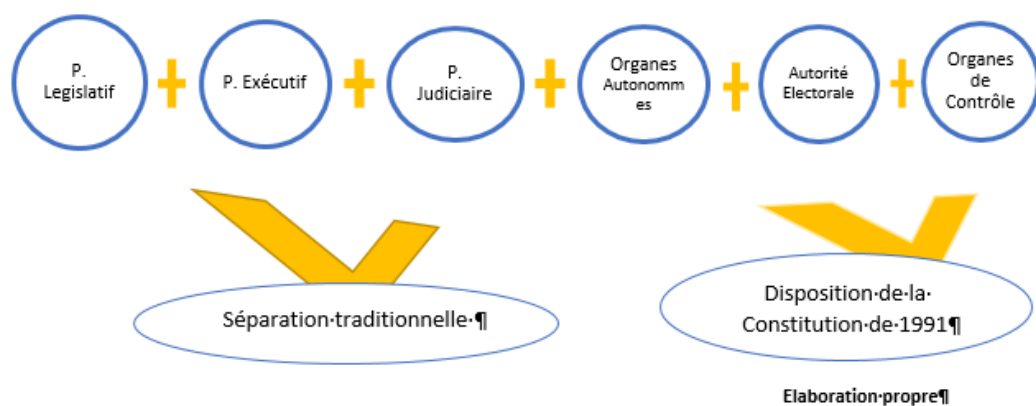 P.
Legislatif
P. Exécutif
P.
Judiciaire
Organes
Autonomm
es
Autorité
Electorale
Organes
de
Contrôle
Séparation·traditionnelle·¶
Disposition·de·la·
Constitution·de·1991¶
Elaboration·propre¶